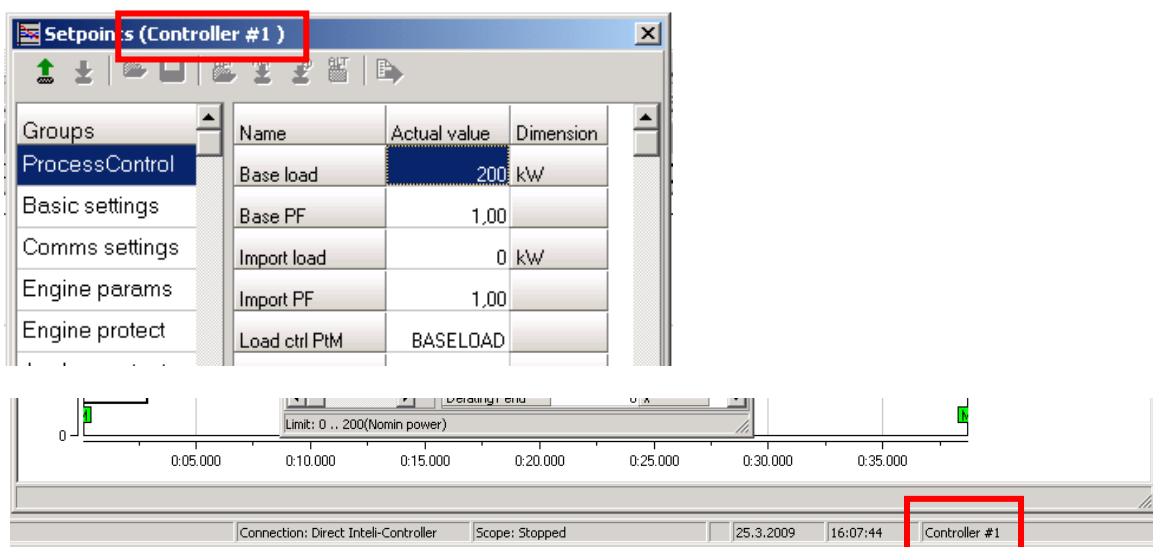 Setpoints (Controller #1 )
Groups Name Actual value Dimension
ProcessControl Base load 200 kW
Basic settings Base PF 1,00
Comms settings Import load 0 kW
Engine params Import PF 1,00
Engine protect Load ctrl PtM BASELOAD
0
Limit: 0 .. 200(Nomin power)
0:05.000 0:10.000 0:15.000 0:20.000 0:25.000 0:30.000 0:35.000
Connection: Direct Inteli-Controller Scope: Stopped 25.3.2009 16:07:44 Controller #1